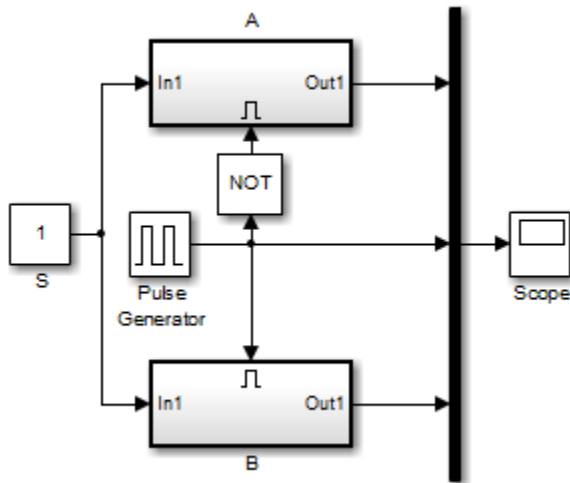 A
In1
Out1
NOT
1
S
Pulse
Generator
Scope
In1
Out1
B